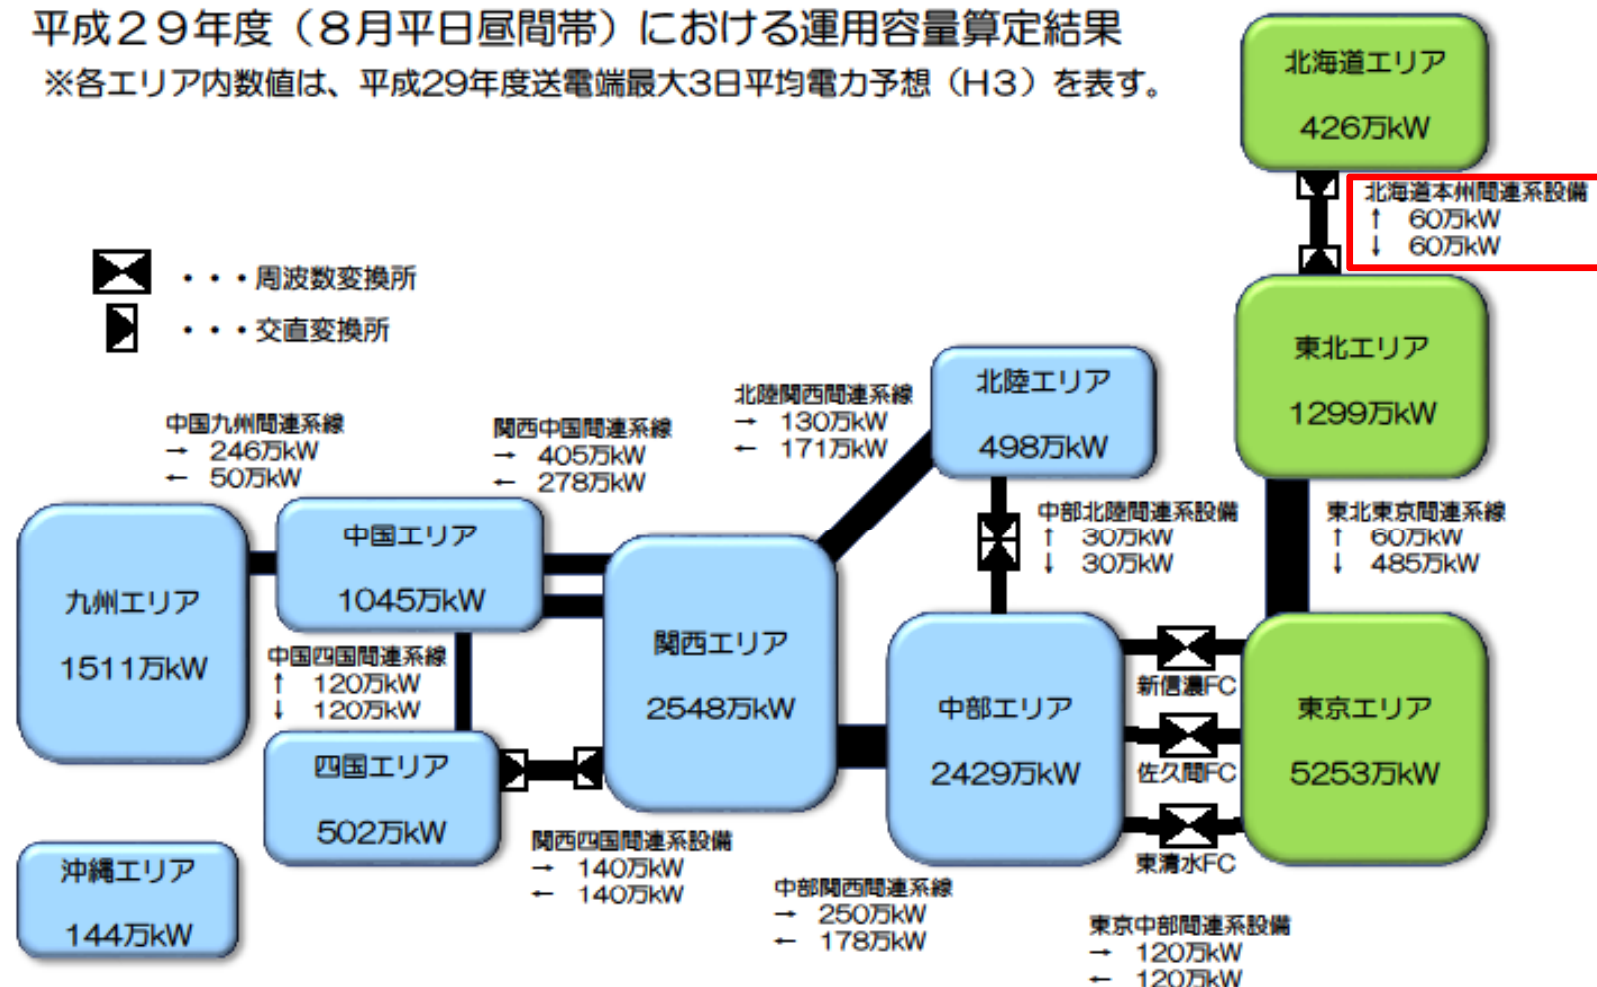 平成29年度（8月平日昼間帯）における運用容量算定結果
※各エリア内数値は、平成29年度送電端最大3日平均電力予想（H3）を表す。
北海道エリア
426万kW
北海道本州間連系設備
↑ 60万kW
↓ 60万kW
・・・周波数変換所
・・・交直変換所
東北エリア
1299万kW
北陸エリア
498万kW
北陸関西間連系線
→ 130万kW
← 171万kW
中国九州間連系線
→ 246万kW
← 50万kW
関西中国間連系線
→ 405万kW
← 278万kW
中部北陸間連系設備
↑ 30万kW
↓ 30万kW
東北東京間連系線
↑ 60万kW
↓ 485万kW
九州エリア
1511万kW
中国エリア
1045万kW
関西エリア
2548万kW
中国四国間連系線
↑ 120万kW
↓ 120万kW
四国エリア
502万kW
中部エリア
2429万kW
新信濃FC
佐久間FC
東清水FC
東京エリア
5253万kW
沖縄エリア
144万kW
関西四国間連系設備
→ 140万kW
← 140万kW
中部関西間連系線
→ 250万kW
← 178万kW
東京中部間連系設備
→ 120万kW
← 120万kW